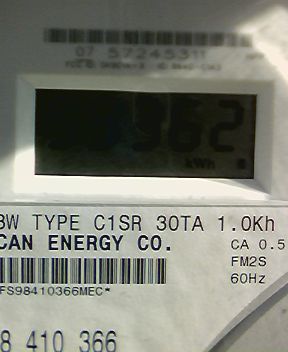 07 57245311
362
kWh
3W TYPE C1SR 30TA 1.0Kh
CAN ENERGY CO.
CA 0.5
FM2S
60Hz
FS98410366MEC*
8 410 366